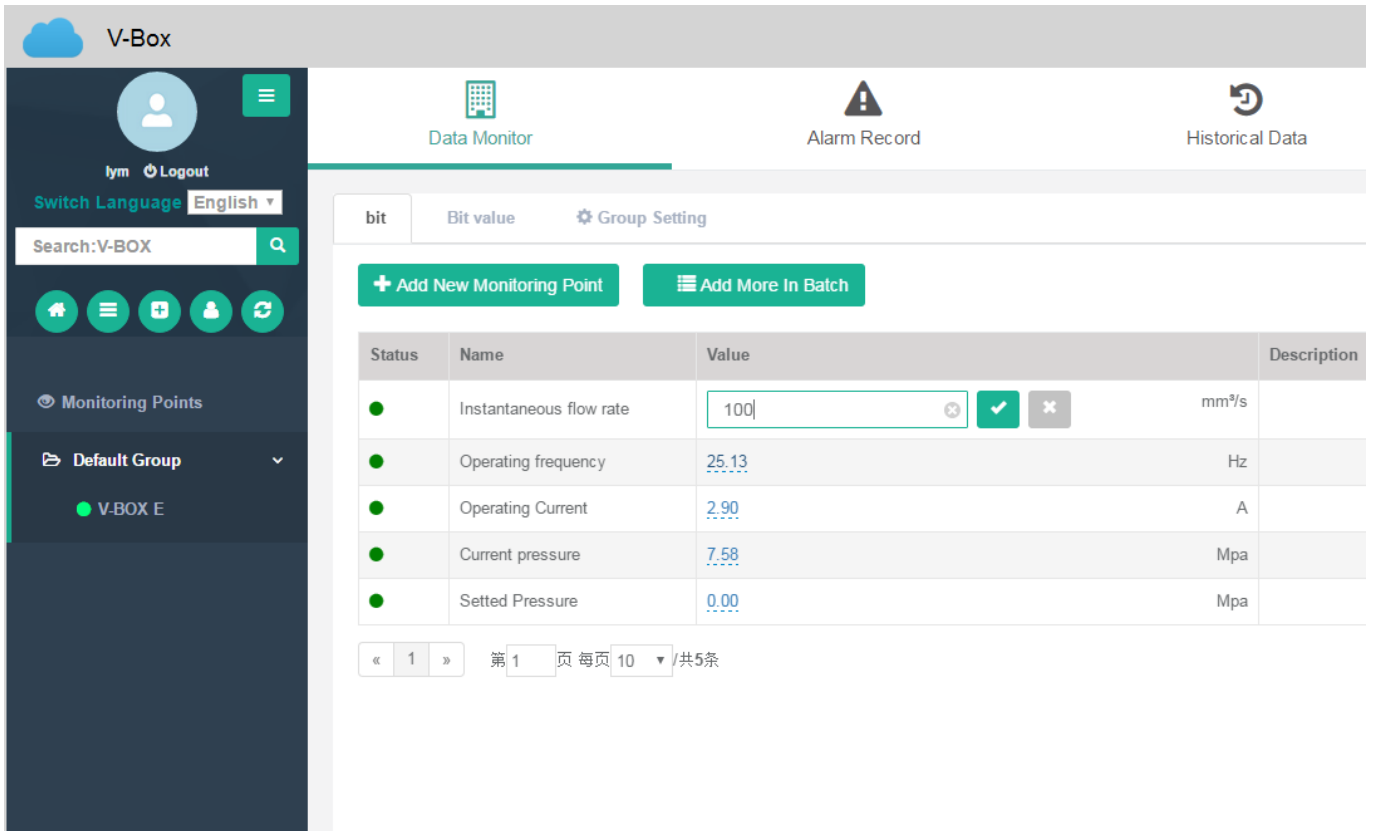 V-Box
lym Logout
Switch Language English
Search:V-BOX
Monitoring Points
Default Group
V-BOX E
Data Monitor Alarm Record Historical Data
bit Bit value Group Setting
Add New Monitoring Point Add More In Batch
Status Name Value Description
Instantaneous flow rate 100 mm³/s
Operating frequency 25.13 Hz
Operating Current 2.90 A
Current pressure 7.58 Mpa
Setted Pressure 0.00 Mpa
« 1 » 第 1 页 每页 10 /共5条